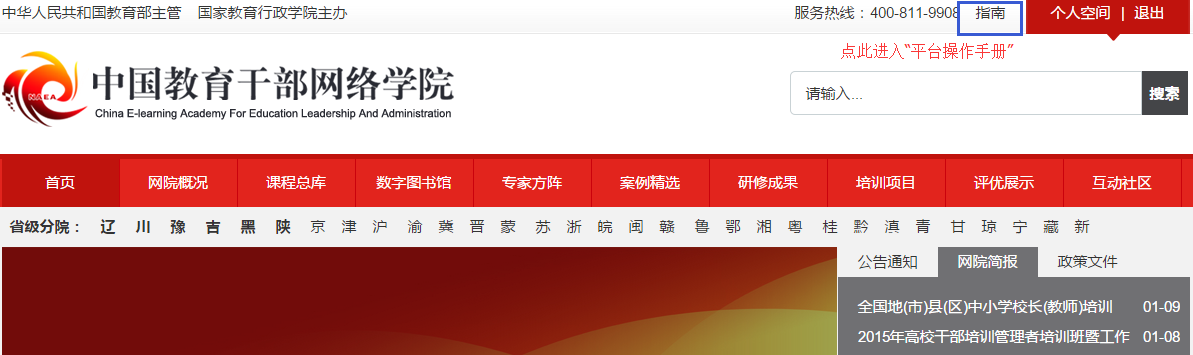 中华人民共和国教育部主管 国家教育行政学院主办 服务热线：400-811-9908 指南 个人空间 | 退出
点此进入“平台操作手册”
NAEA 中国教育干部网络学院
China E-learning Academy For Education Leadership And Administration
请输入... 搜索
首页 网院概况 课程总库 数字图书馆 专家方阵 案例精选 研修成果 培训项目 评优展示 互动社区
省级分院： 辽 川 豫 吉 黑 陕 京 津 沪 渝 冀 晋 蒙 苏 浙 皖 闽 赣 鲁 鄂 湘 粤 桂 黔 滇 青 甘 琼 宁 藏 新
公告通知 网院简报 政策文件
全国地(市)县(区)中小学校长(教师)培训 01-09
2015年高校干部培训管理者培训班暨工作 01-08